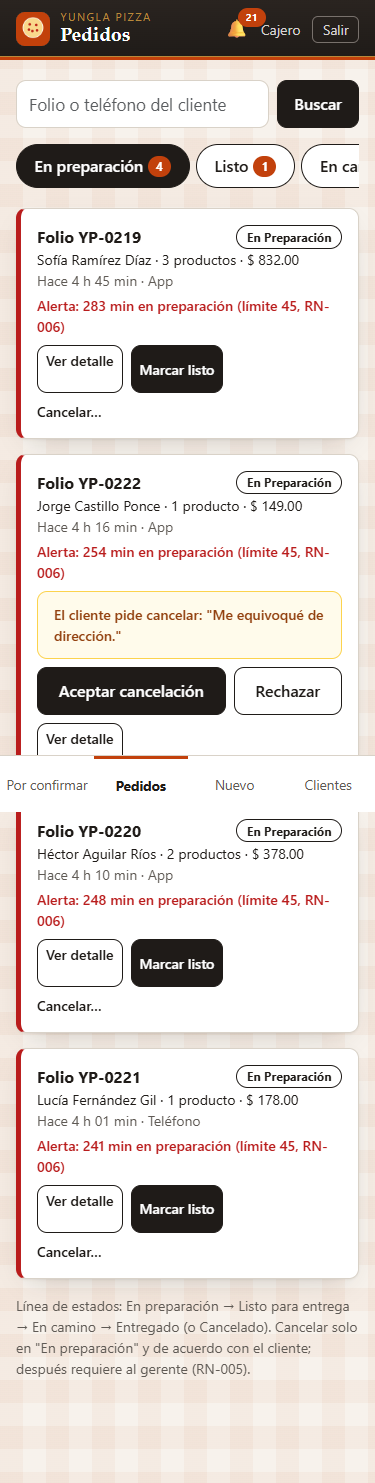 YUNGLA PIZZA
Pedidos
21
Cajero
Salir
Folio o teléfono del cliente
Buscar
En preparación 4
Listo 1
En ca
Folio YP-0219
En Preparación
Sofía Ramírez Díaz · 3 productos · $ 832.00
Hace 4 h 45 min · App
Alerta: 283 min en preparación (límite 45, RN-
006)
Ver detalle
Marcar listo
Cancelar...
Folio YP-0222
En Preparación
Jorge Castillo Ponce · 1 producto · $ 149.00
Hace 4 h 16 min · App
Alerta: 254 min en preparación (límite 45, RN-
006)
El cliente pide cancelar: "Me equivoqué de
dirección."
Aceptar cancelación
Rechazar
Ver detalle
Por confirmar
Pedidos
Nuevo
Clientes
Folio YP-0220
En Preparación
Héctor Aguilar Ríos · 2 productos · $ 378.00
Hace 4 h 10 min · App
Alerta: 248 min en preparación (límite 45, RN-
006)
Ver detalle
Marcar listo
Cancelar...
Folio YP-0221
En Preparación
Lucía Fernández Gil · 1 producto · $ 178.00
Hace 4 h 01 min · Teléfono
Alerta: 241 min en preparación (límite 45, RN-
006)
Ver detalle
Marcar listo
Cancelar...
Línea de estados: En preparación → Listo para entrega
→ En camino → Entregado (o Cancelado). Cancelar solo
en "En preparación" y de acuerdo con el cliente;
después requiere al gerente (RN-005).